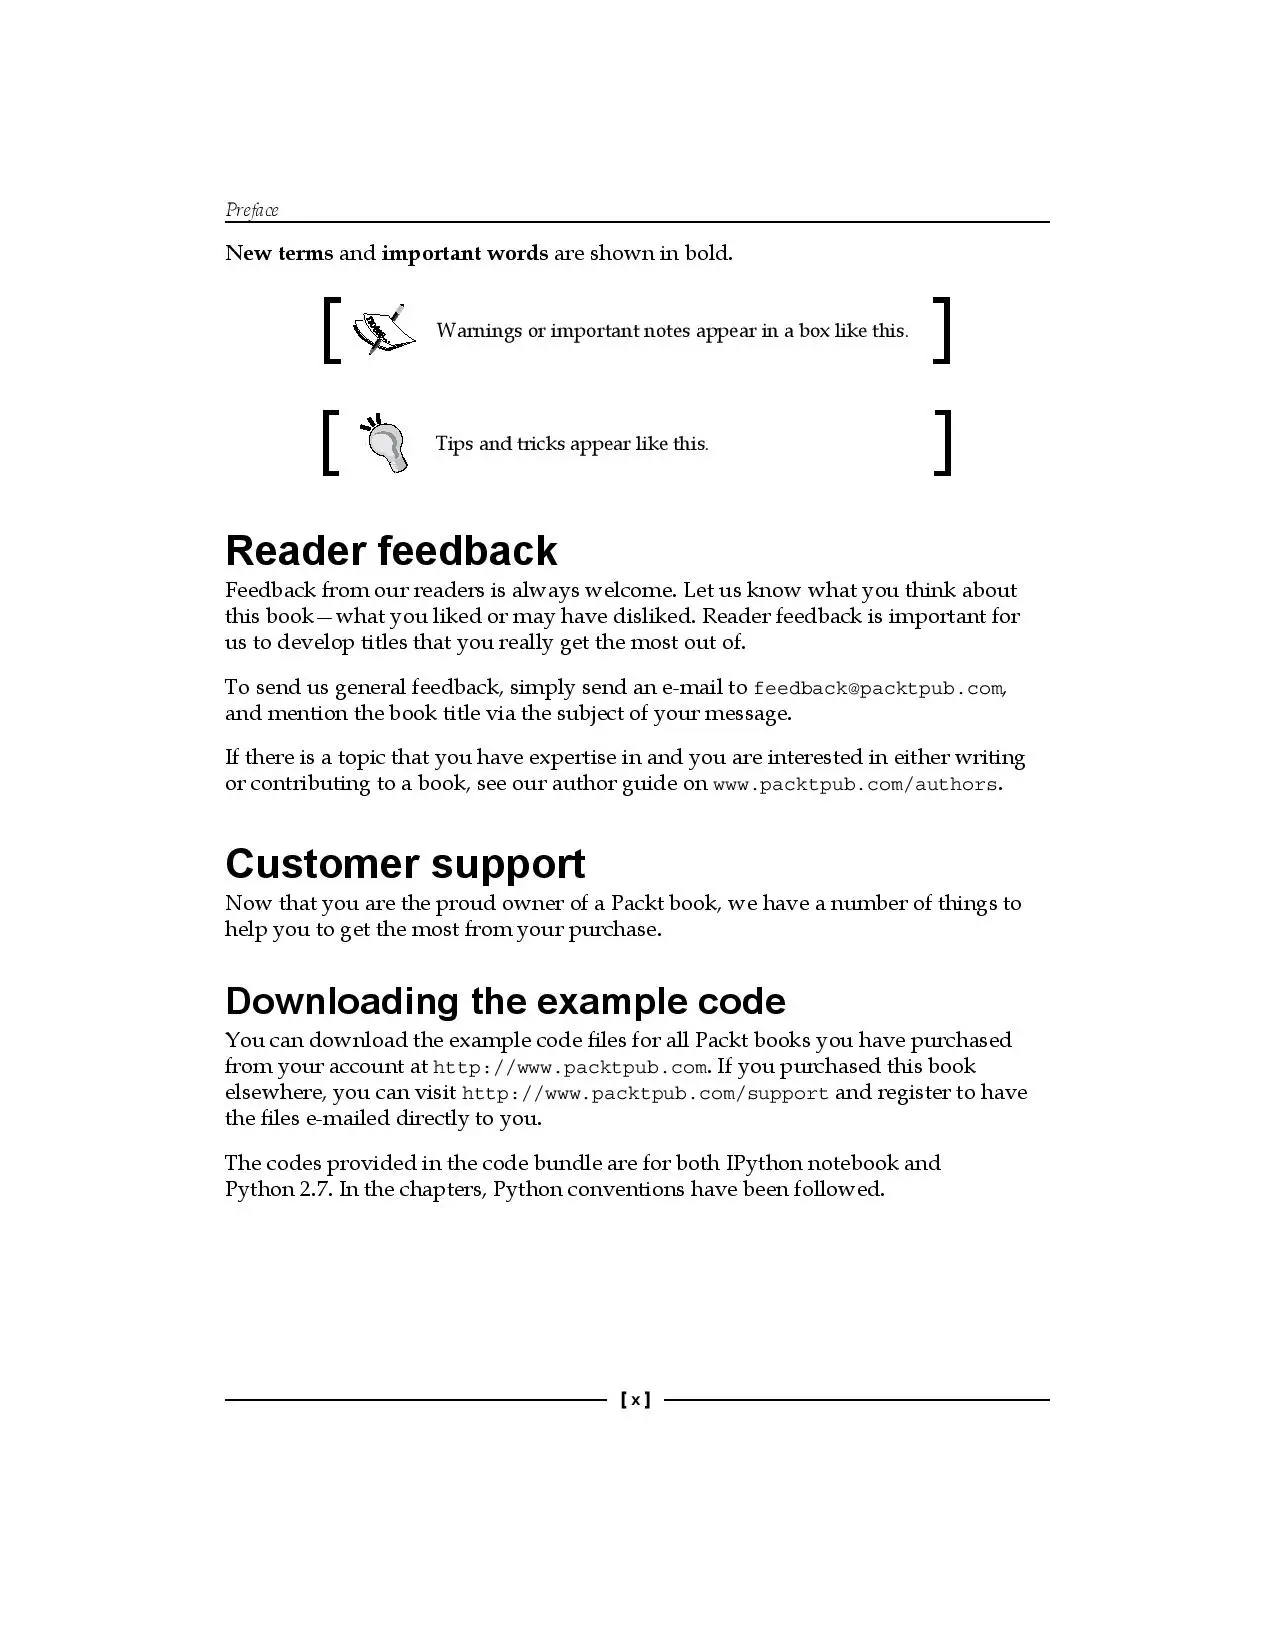 Preface
New terms and important words are shown in bold.
Warnings or important notes appear in a box like this.
Tips and tricks appear like this.
Reader feedback
Feedback from our readers is always welcome. Let us know what you think about
this book—what you liked or may have disliked. Reader feedback is important for
us to develop titles that you really get the most out of.
To send us general feedback, simply send an e-mail to feedback@packtpub.com,
and mention the book title via the subject of your message.
If there is a topic that you have expertise in and you are interested in either writing
or contributing to a book, see our author guide on www.packtpub.com/authors.
Customer support
Now that you are the proud owner of a Packt book, we have a number of things to
help you to get the most from your purchase.
Downloading the example code
You can download the example code files for all Packt books you have purchased
from your account at http://www.packtpub.com. If you purchased this book
elsewhere, you can visit http://www.packtpub.com/support and register to have
the files e-mailed directly to you.
The codes provided in the code bundle are for both IPython notebook and
Python 2.7. In the chapters, Python conventions have been followed.
[ x ]